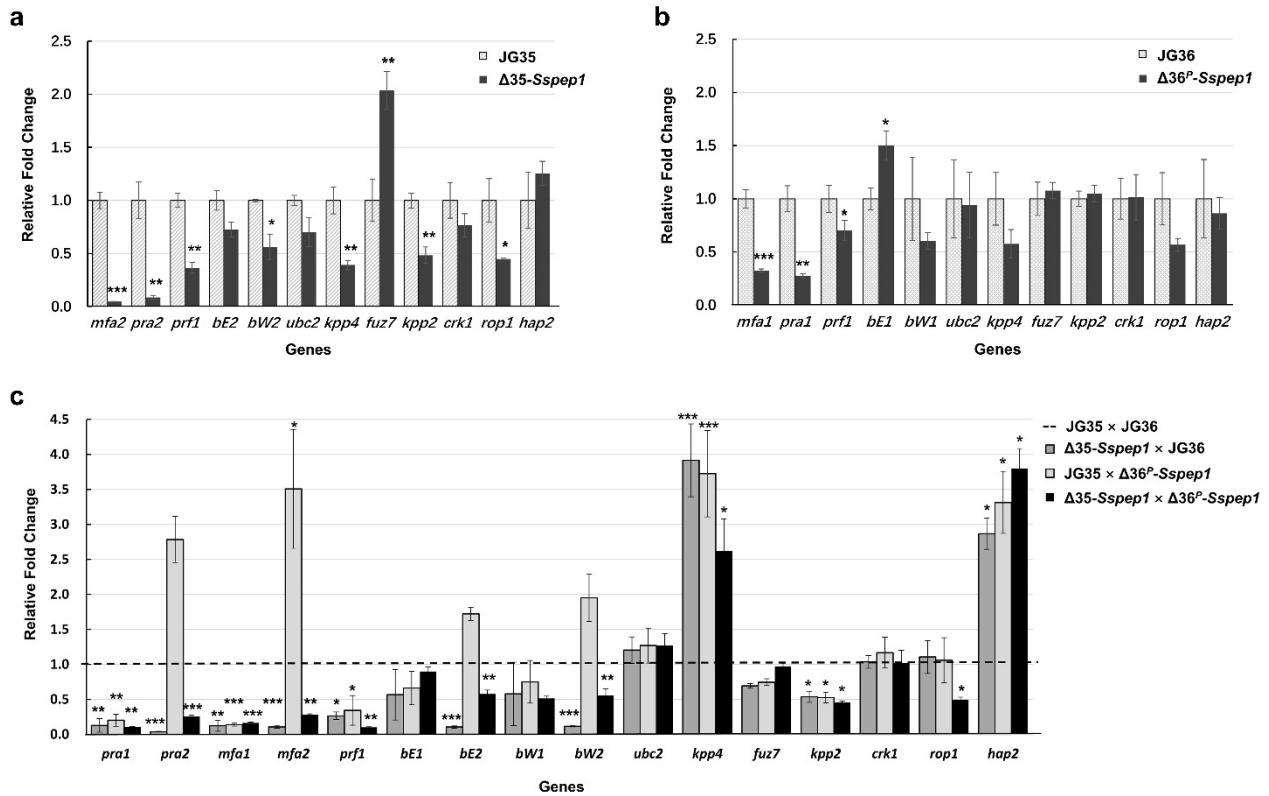 a
2.5
2.0
1.5
1.0
0.5
0.0
Relative Fold Change
JG35
Δ35-Sspep1
*** ** ** * ** ** ** *
mfa2 pra2 prf1 bE2 bW2 ubc2 kpp4 fuz7 kpp2 crk1 rop1 hap2
Genes
b
2.5
2.0
1.5
1.0
0.5
0.0
Relative Fold Change
JG36
Δ36ᴾ-Sspep1
*** ** * *
mfa1 pra1 prf1 bE1 bW1 ubc2 kpp4 fuz7 kpp2 crk1 rop1 hap2
Genes
c
4.5
4.0
3.5
3.0
2.5
2.0
1.5
1.0
0.5
0.0
Relative Fold Change
JG35 × JG36
Δ35-Sspep1 × JG36
JG35 × Δ36ᴾ-Sspep1
Δ35-Sspep1 × Δ36ᴾ-Sspep1
** ** ** *** *** ** *** *** *** * ** * * ** *** ** *** ** *** *** * * * * * * * *
pra1 pra2 mfa1 mfa2 prf1 bE1 bE2 bW1 bW2 ubc2 kpp4 fuz7 kpp2 crk1 rop1 hap2
Genes